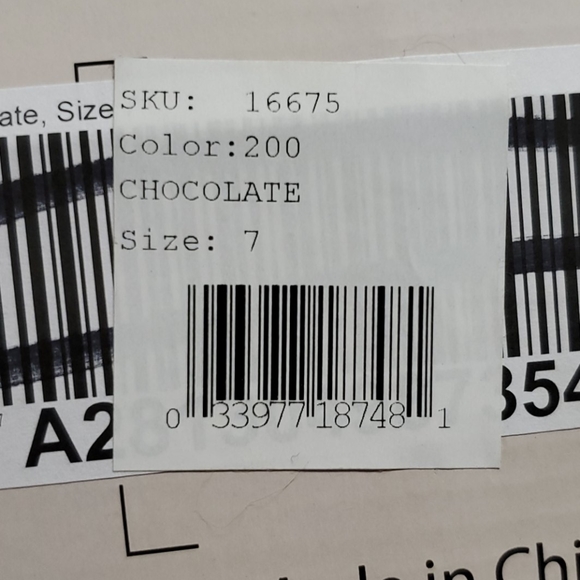 ate, Size
SKU: 16675
Color:200
CHOCOLATE
Size: 7
0 33977 18748 1
A2
354
in Chi